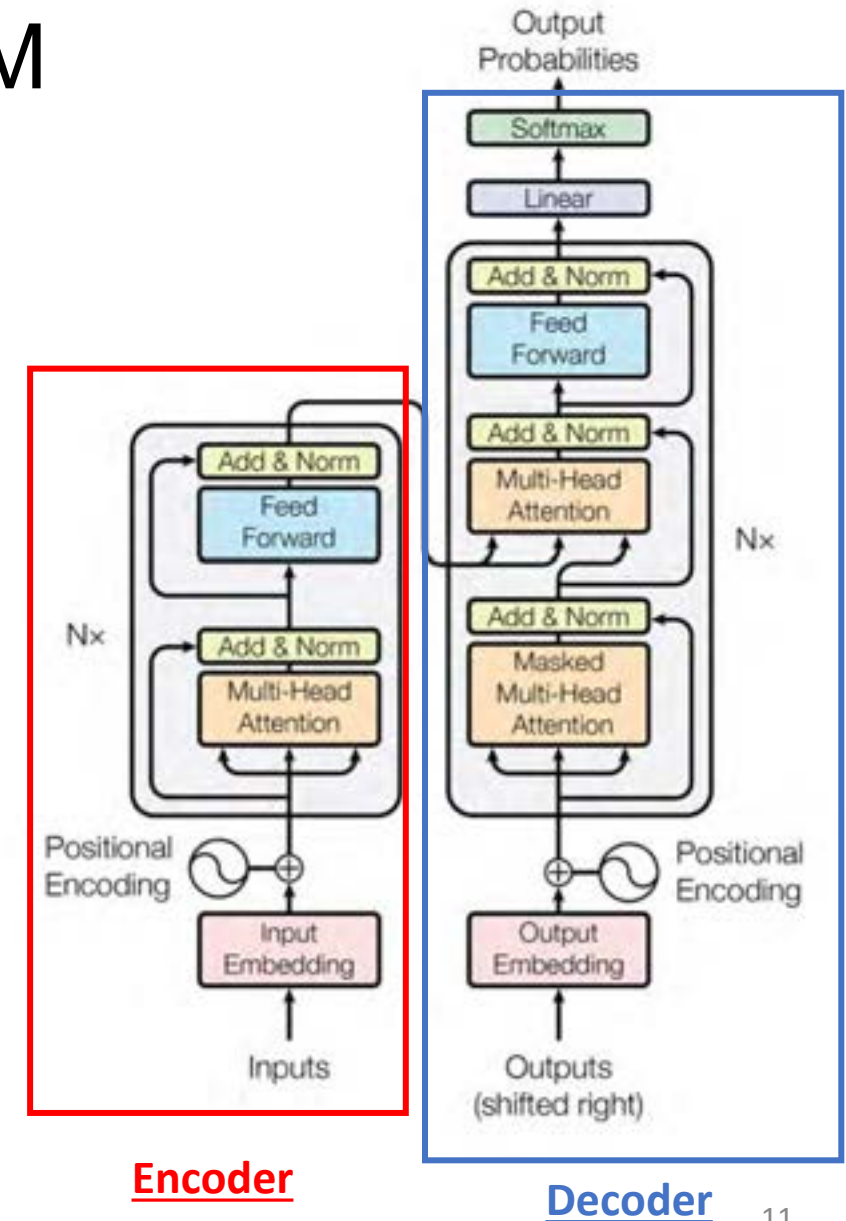 M
Output
Probabilities
Softmax
Linear
Add & Norm
Feed
Forward
Add & Norm
Multi-Head
Attention
Nx
Add & Norm
Masked
Multi-Head
Attention
Positional
Encoding
Output
Embedding
Outputs
(shifted right)
Decoder
Add & Norm
Feed
Forward
Nx
Add & Norm
Multi-Head
Attention
Positional
Encoding
Input
Embedding
Inputs
Encoder
11